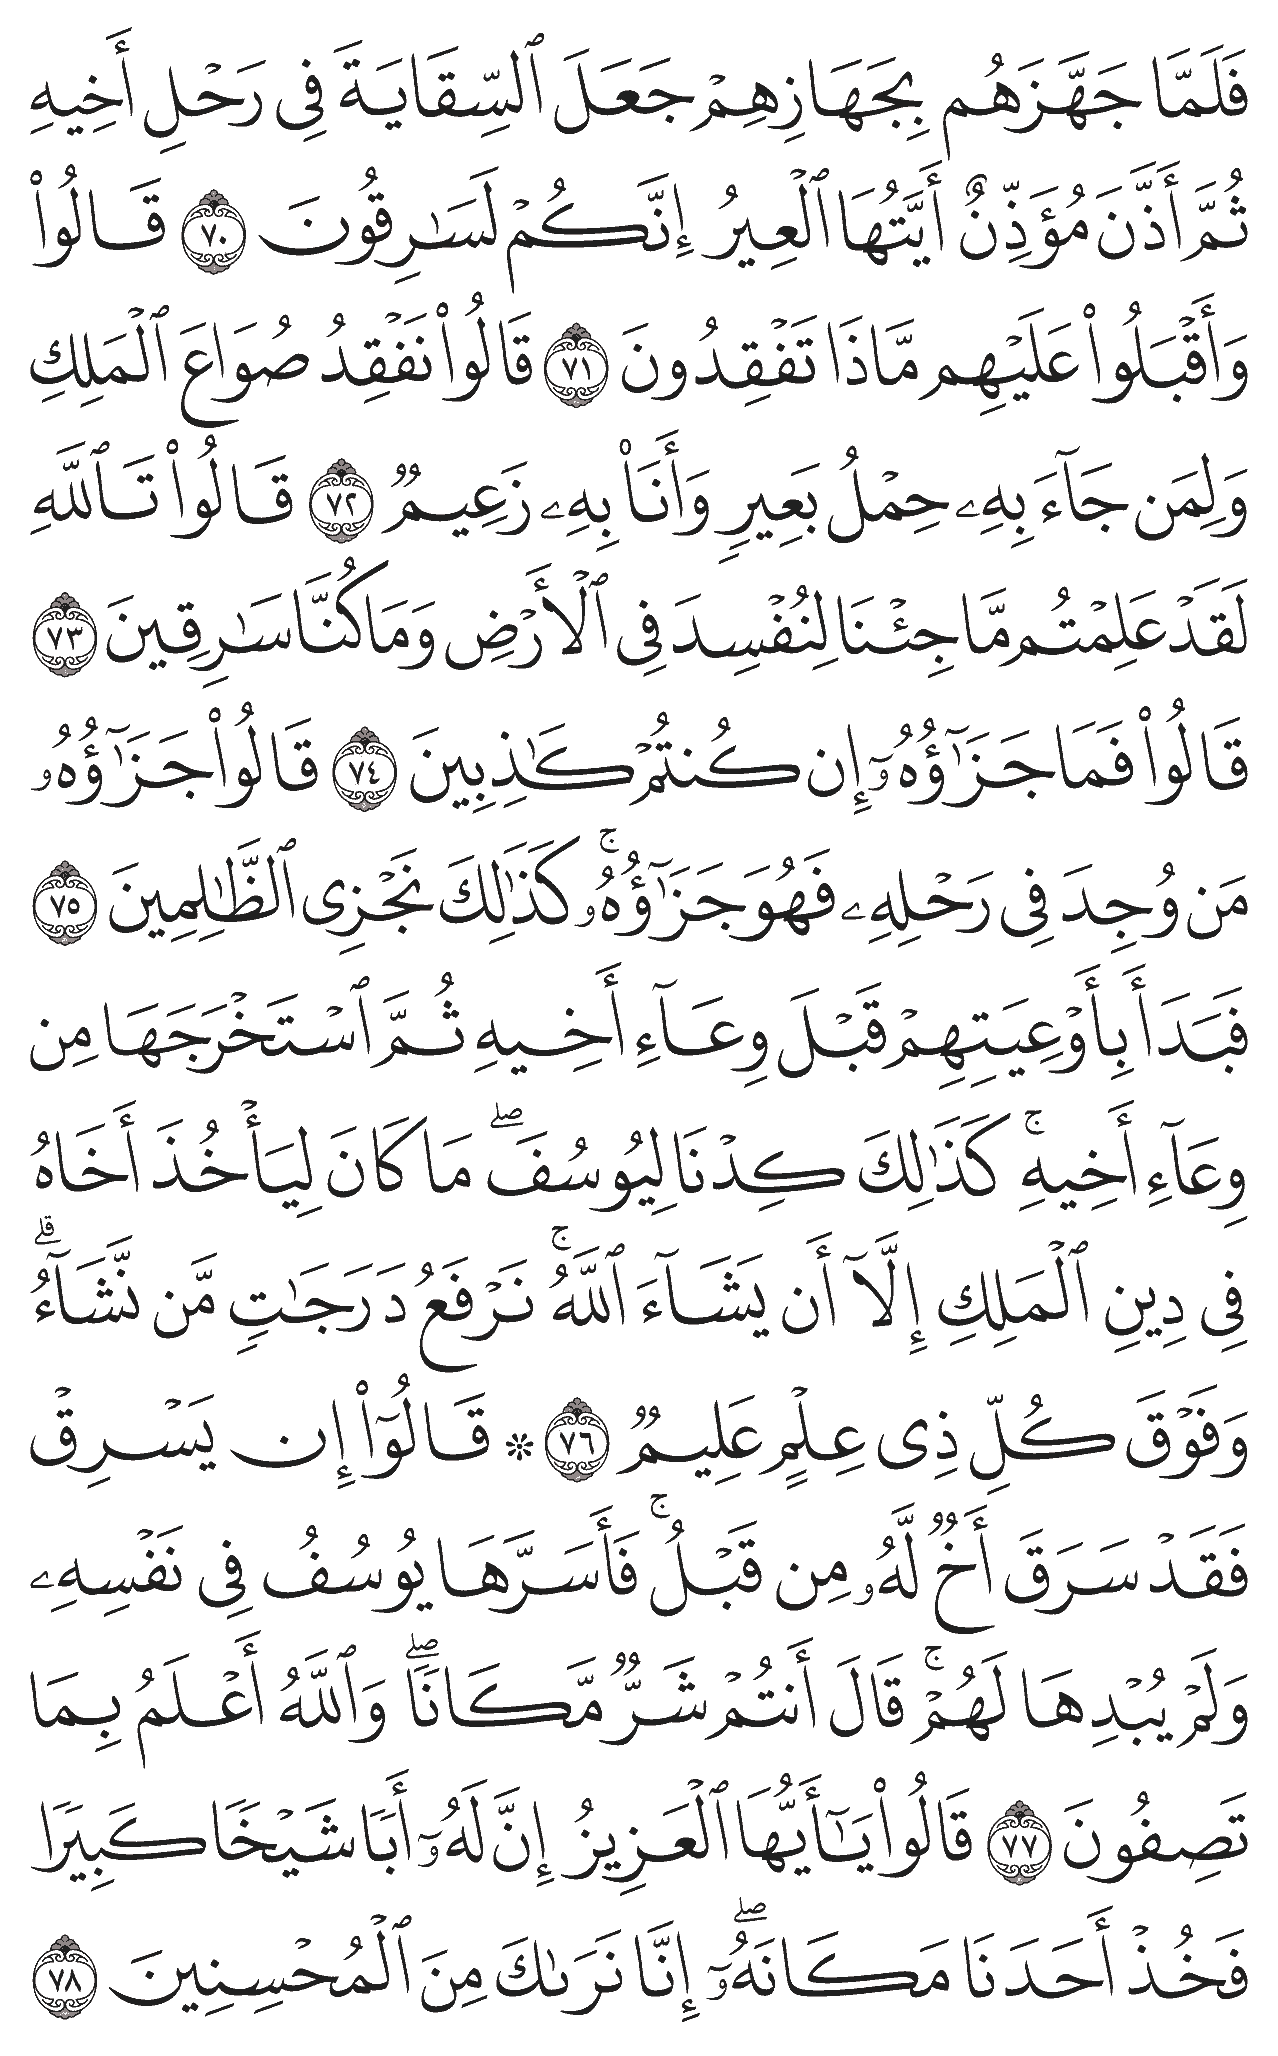 فَلَمَّا جَهَّزَهُم بِجَهَازِهِمۡ جَعَلَ ٱلسِّقَايَةَ فِي رَحۡلِ أَخِيهِ
ثُمَّ أَذَّنَ مُؤَذِّنٌ أَيَّتُهَا ٱلۡعِيرُ إِنَّكُمۡ لَسَٰرِقُونَ ٧٠ قَالُواْ
وَأَقۡبَلُواْ عَلَيۡهِم مَّاذَا تَفۡقِدُونَ ٧١ قَالُواْ نَفۡقِدُ صُوَاعَ ٱلۡمَلِكِ
وَلِمَن جَآءَ بِهِۦ حِمۡلُ بَعِيرٖ وَأَنَا۠ بِهِۦ زَعِيمٞ ٧٢ قَالُواْ تَٱللَّهِ
لَقَدۡ عَلِمۡتُم مَّا جِئۡنَا لِنُفۡسِدَ فِي ٱلۡأَرۡضِ وَمَا كُنَّا سَٰرِقِينَ ٧٣
قَالُواْ فَمَا جَزَٰٓؤُهُۥٓ إِن كُنتُمۡ كَٰذِبِينَ ٧٤ قَالُواْ جَزَٰٓؤُهُۥ
مَن وُجِدَ فِي رَحۡلِهِۦ فَهُوَ جَزَٰٓؤُهُۥۚ كَذَٰلِكَ نَجۡزِي ٱلظَّٰلِمِينَ ٧٥
فَبَدَأَ بِأَوۡعِيَتِهِمۡ قَبۡلَ وِعَآءِ أَخِيهِ ثُمَّ ٱسۡتَخۡرَجَهَا مِن
وِعَآءِ أَخِيهِۚ كَذَٰلِكَ كِدۡنَا لِيُوسُفَۖ مَا كَانَ لِيَأۡخُذَ أَخَاهُ
فِي دِينِ ٱلۡمَلِكِ إِلَّآ أَن يَشَآءَ ٱللَّهُۚ نَرۡفَعُ دَرَجَٰتٖ مَّن نَّشَآءُۗ
وَفَوۡقَ كُلِّ ذِي عِلۡمٍ عَلِيمٞ ٧٦ ۞ قَالُوٓاْ إِن يَسۡرِقۡ
فَقَدۡ سَرَقَ أَخٞ لَّهُۥ مِن قَبۡلُۚ فَأَسَرَّهَا يُوسُفُ فِي نَفۡسِهِۦ
وَلَمۡ يُبۡدِهَا لَهُمۡۚ قَالَ أَنتُمۡ شَرّٞ مَّكَانٗاۖ وَٱللَّهُ أَعۡلَمُ بِمَا
تَصِفُونَ ٧٧ قَالُواْ يَٰٓأَيُّهَا ٱلۡعَزِيزُ إِنَّ لَهُۥٓ أَبٗا شَيۡخٗا كَبِيرٗا
فَخُذۡ أَحَدَنَا مَكَانَهُۥٓۖ إِنَّا نَرَىٰكَ مِنَ ٱلۡمُحۡسِنِينَ ٧٨